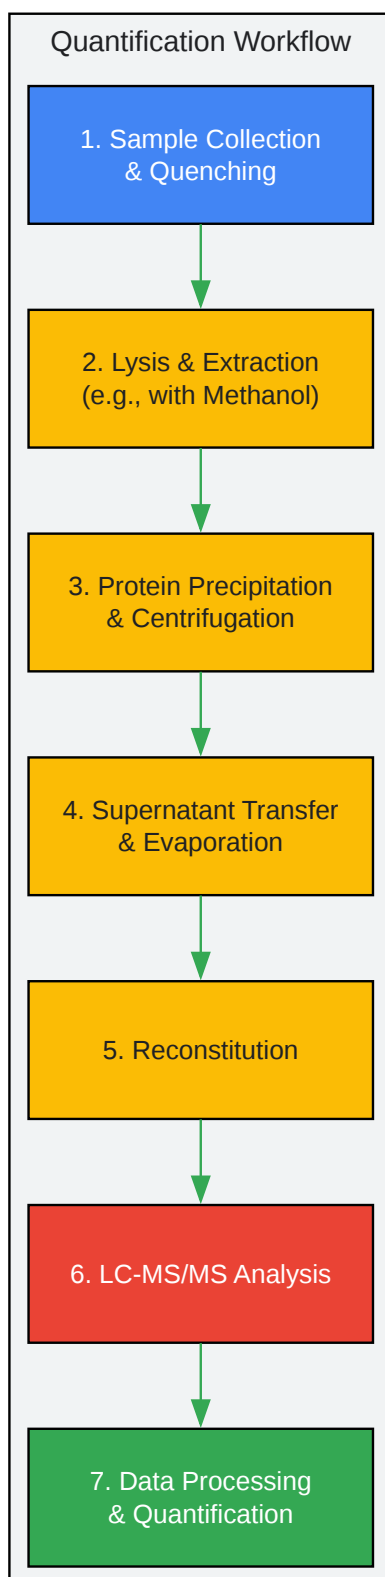 Quantification Workflow
1. Sample Collection
& Quenching
2. Lysis & Extraction
(e.g., with Methanol)
3. Protein Precipitation
& Centrifugation
4. Supernatant Transfer
& Evaporation
5. Reconstitution
6. LC-MS/MS Analysis
7. Data Processing
& Quantification